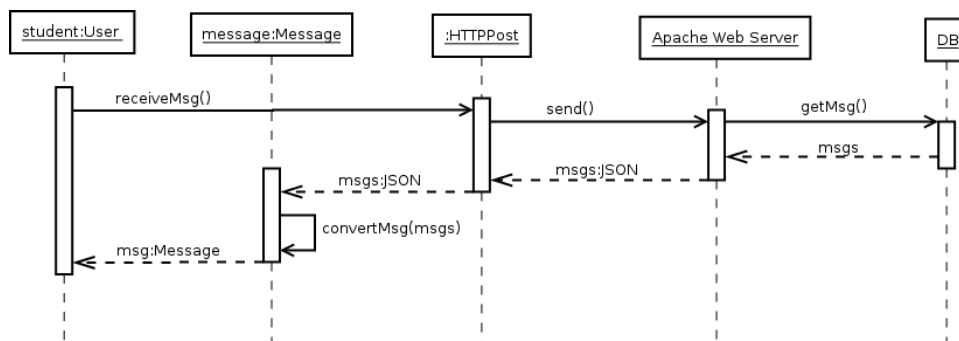 student:User
message:Message
:HTTPPost
Apache Web Server
DB
receiveMsg()
send()
getMsg()
msgs
msgs:JSON
msgs:JSON
convertMsg(msgs)
msg:Message